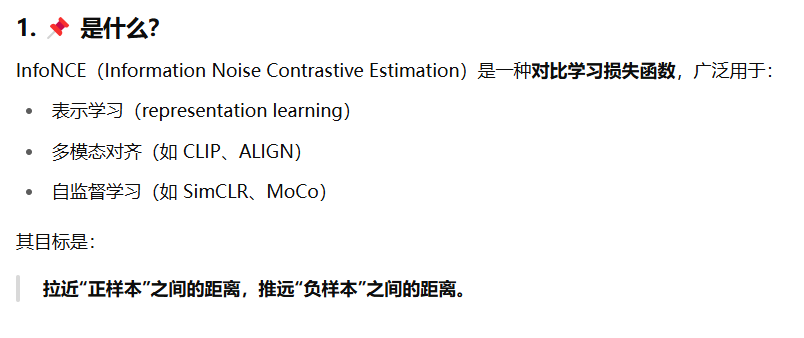 1. 📌 是什么？
InfoNCE（Information Noise Contrastive Estimation）是一种对比学习损失函数，广泛用于：
• 表示学习（representation learning）
• 多模态对齐（如 CLIP、ALIGN）
• 自监督学习（如 SimCLR、MoCo）
其目标是：
拉近“正样本”之间的距离，推远“负样本”之间的距离。